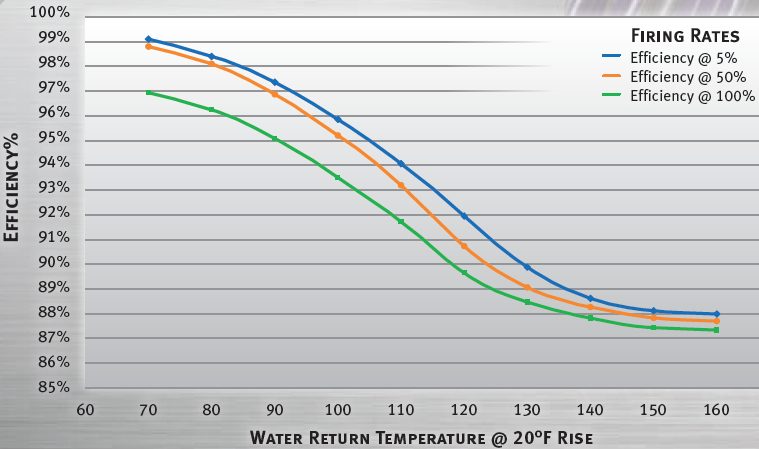 100%
99%
98%
97%
96%
95%
94%
93%
92%
91%
90%
89%
88%
87%
86%
85%
EFFICIENCY%
FIRING RATES
Efficiency @ 5%
Efficiency @ 50%
Efficiency @ 100%
60 70 80 90 100 110 120 130 140 150 160
WATER RETURN TEMPERATURE @ 20ºF RISE